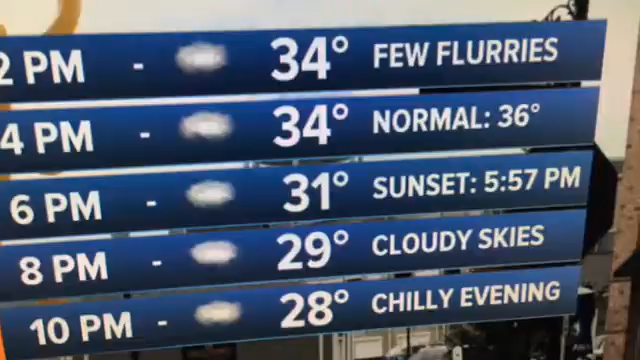 2 PM - 34° FEW FLURRIES
4 PM - 34° NORMAL: 36°
6 PM - 31° SUNSET: 5:57 PM
8 PM - 29° CLOUDY SKIES
10 PM - 28° CHILLY EVENING